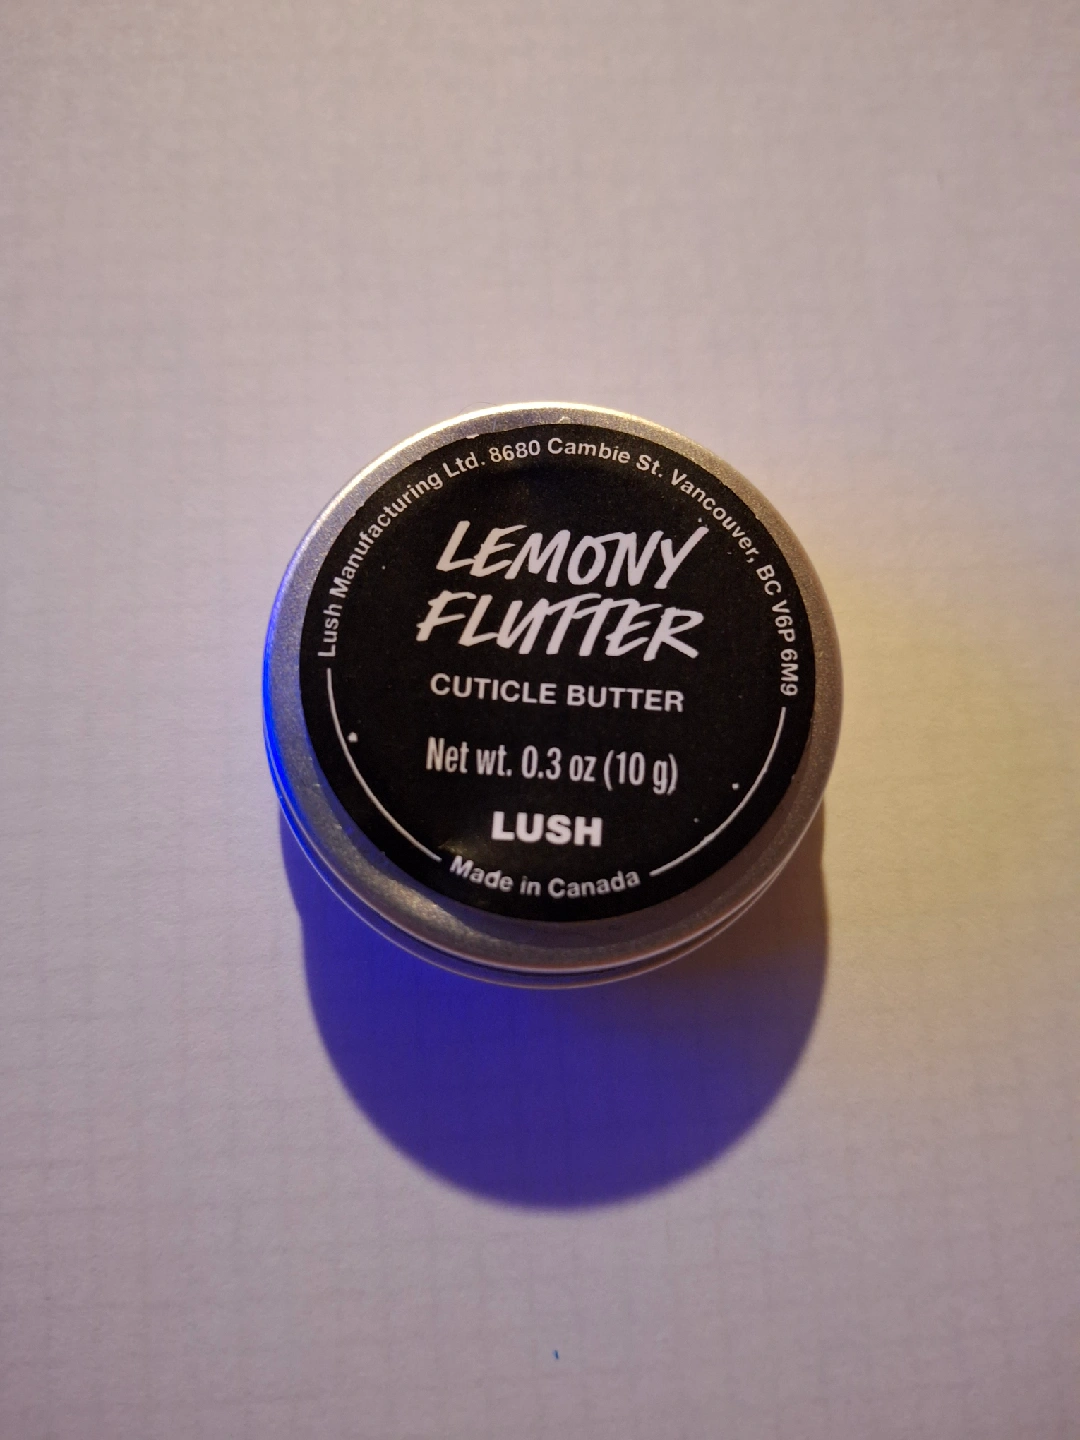 Lush Manufacturing Ltd. 8680 Cambie St. Vancouver, BC V6P 6M9
LEMONY
FLUTTER
CUTICLE BUTTER
Net wt. 0.3 oz (10 g)
LUSH
Made in Canada